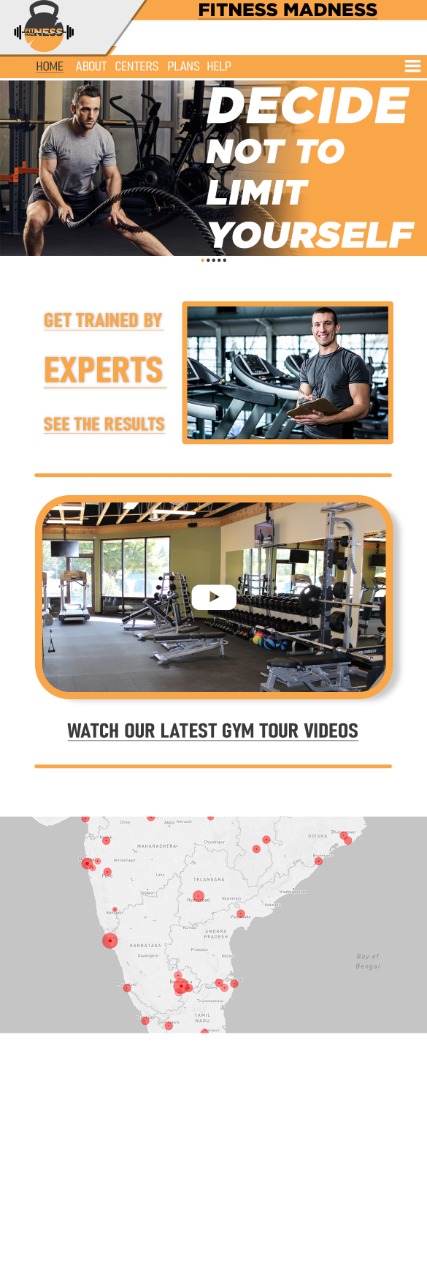 FITNESS MADNESS
HOME ABOUT CENTERS PLANS HELP
DECIDE
NOT TO
LIMIT
YOURSELF
GET TRAINED BY
EXPERTS
SEE THE RESULTS
WATCH OUR LATEST GYM TOUR VIDEOS
MAHARASHTRA
ODISHA
TELANGANA
Hyderabad
ANDHRA
PRADESH
KARNATAKA
Bay of
Bengal
TAMIL
NADU